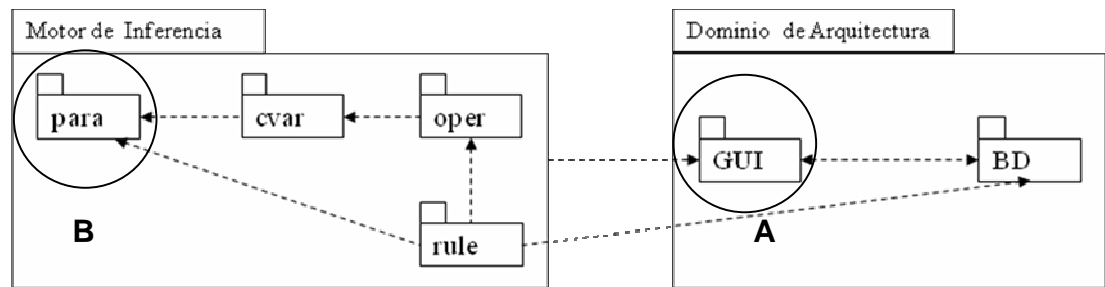 Motor de Inferencia
Dominio de Arquitectura
para
cvar
oper
GUI
BD
B
A
rule